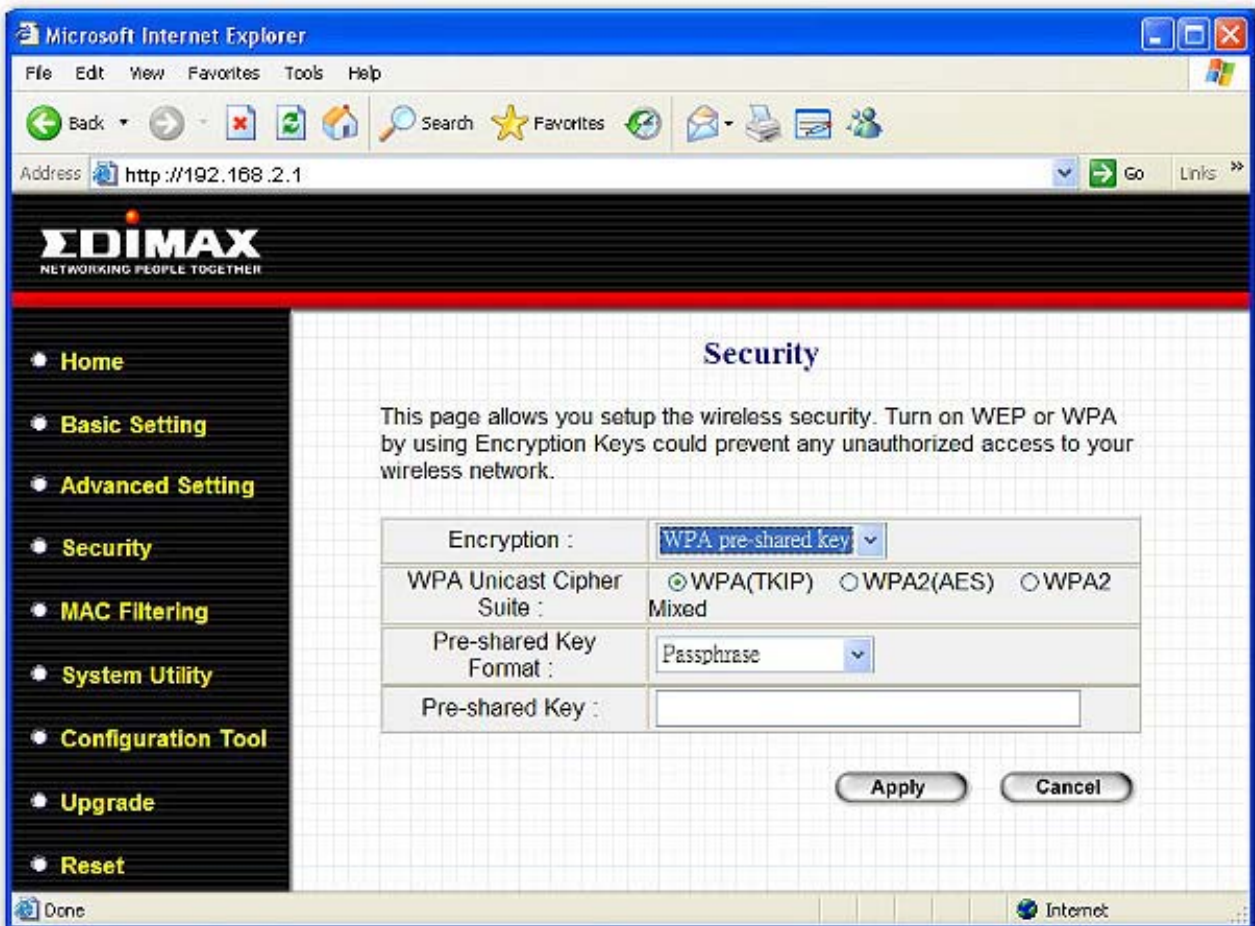 Microsoft Internet Explorer
File Edit View Favorites Tools Help
Back Search Favorites
Address http://192.168.2.1 Go Links »
EDIMAX
NETWORKING PEOPLE TOGETHER
Home
Basic Setting
Advanced Setting
Security
MAC Filtering
System Utility
Configuration Tool
Upgrade
Reset
Security
This page allows you setup the wireless security. Turn on WEP or WPA
by using Encryption Keys could prevent any unauthorized access to your
wireless network.
Encryption : WPA pre-shared key
WPA Unicast Cipher
Suite :
WPA(TKIP) WPA2(AES) WPA2
Mixed
Pre-shared Key
Format :
Passphrase
Pre-shared Key :
Apply Cancel
Done Internet